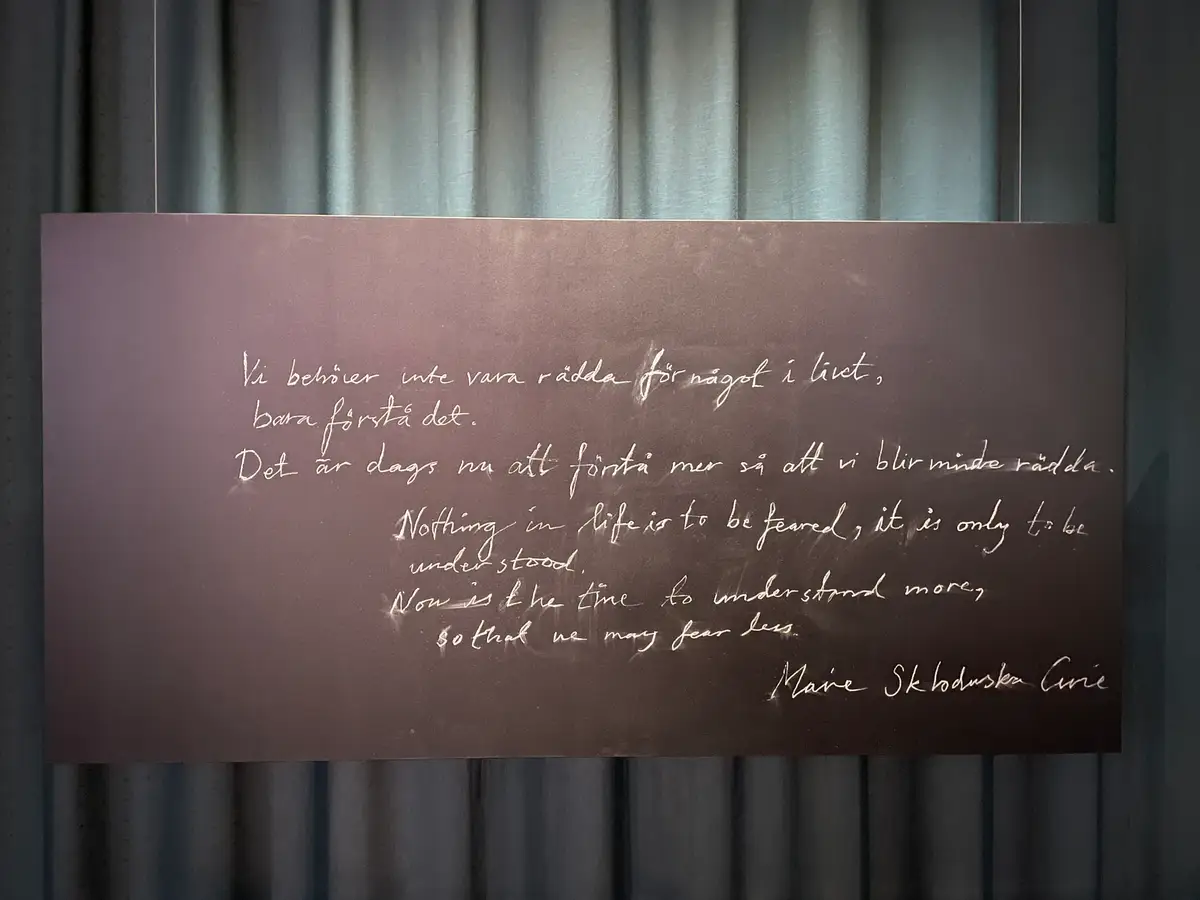 Vi behöver inte vara rädda för något i livet,
bara förstå det.
Det är dags nu att förstå mer så att vi blir mindre rädda.
Nothing in life is to be feared, it is only to be
understood.
Now is the time to understand more,
so that we may fear less.
Marie Skłodowska Curie